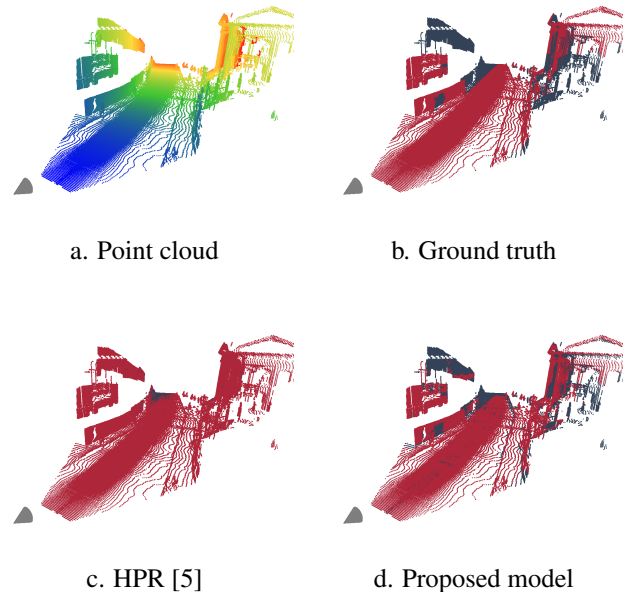 a. Point cloud
b. Ground truth
c. HPR [5]
d. Proposed model